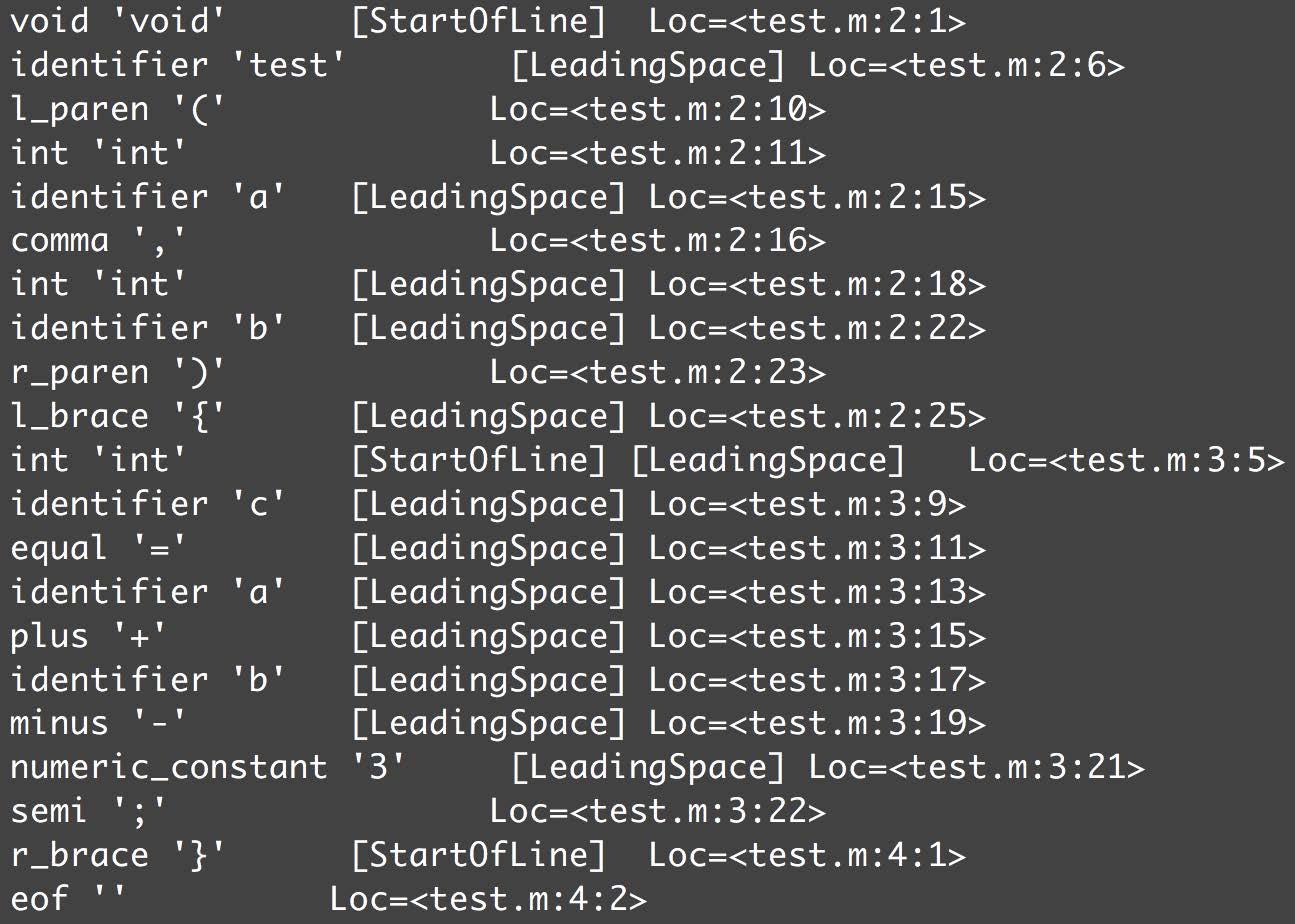 void 'void' [StartOfLine] Loc=<test.m:2:1>
identifier 'test' [LeadingSpace] Loc=<test.m:2:6>
l_paren '(' Loc=<test.m:2:10>
int 'int' Loc=<test.m:2:11>
identifier 'a' [LeadingSpace] Loc=<test.m:2:15>
comma ',' Loc=<test.m:2:16>
int 'int' [LeadingSpace] Loc=<test.m:2:18>
identifier 'b' [LeadingSpace] Loc=<test.m:2:22>
r_paren ')' Loc=<test.m:2:23>
l_brace '{' [LeadingSpace] Loc=<test.m:2:25>
int 'int' [StartOfLine] [LeadingSpace] Loc=<test.m:3:5>
identifier 'c' [LeadingSpace] Loc=<test.m:3:9>
equal '=' [LeadingSpace] Loc=<test.m:3:11>
identifier 'a' [LeadingSpace] Loc=<test.m:3:13>
plus '+' [LeadingSpace] Loc=<test.m:3:15>
identifier 'b' [LeadingSpace] Loc=<test.m:3:17>
minus '-' [LeadingSpace] Loc=<test.m:3:19>
numeric_constant '3' [LeadingSpace] Loc=<test.m:3:21>
semi ';' Loc=<test.m:3:22>
r_brace '}' [StartOfLine] Loc=<test.m:4:1>
eof '' Loc=<test.m:4:2>